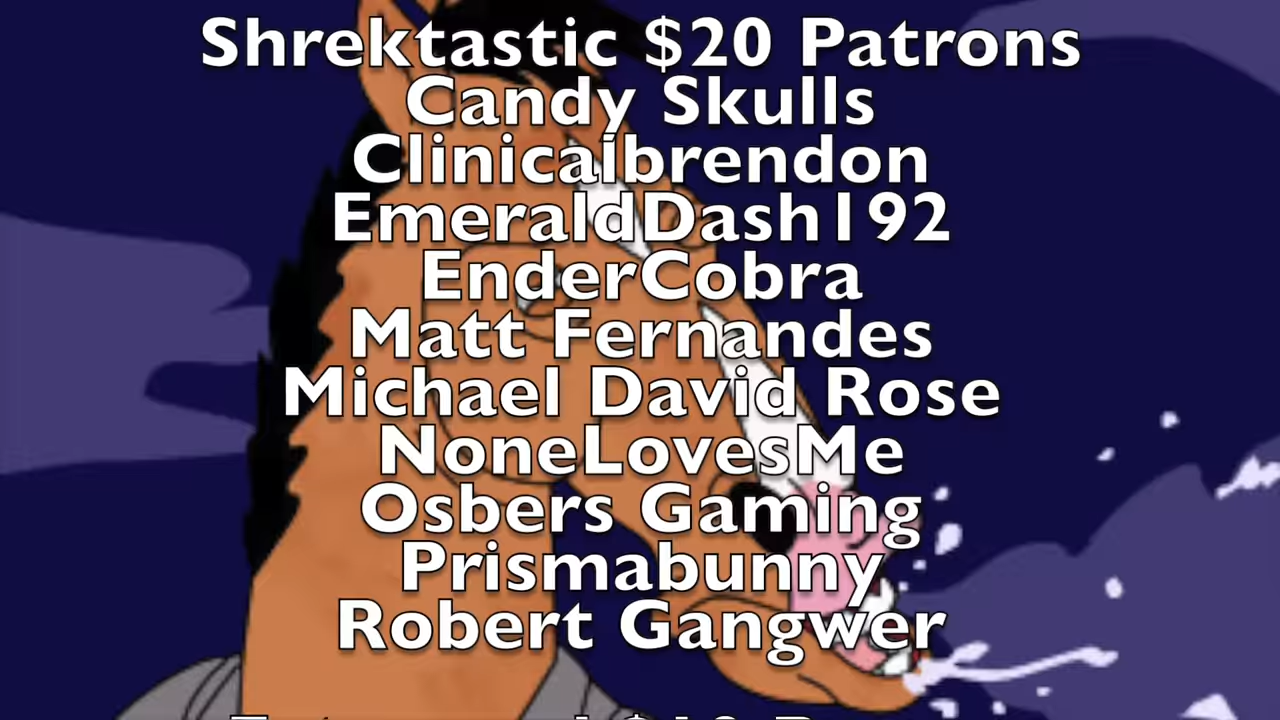 Shrektastic $20 Patrons
Candy Skulls
Clinicalbrendon
EmeraldDash192
EnderCobra
Matt Fernandes
Michael David Rose
NoneLovesMe
Osbers Gaming
Prismabunny
Robert Gangwer